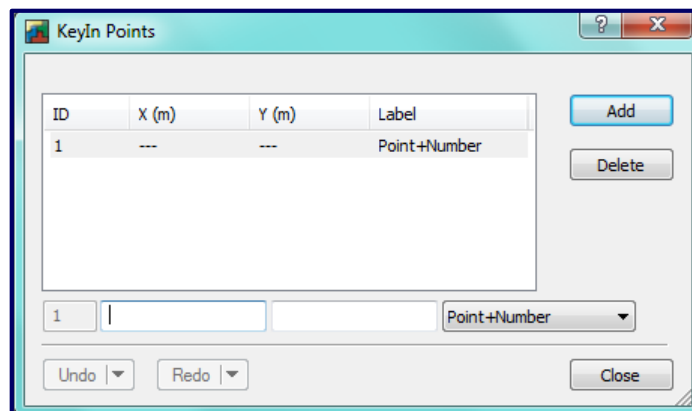 KeyIn Points
?
ID X (m) Y (m) Label
1 --- --- Point+Number
Add
Delete
1 Point+Number
Undo Redo
Close